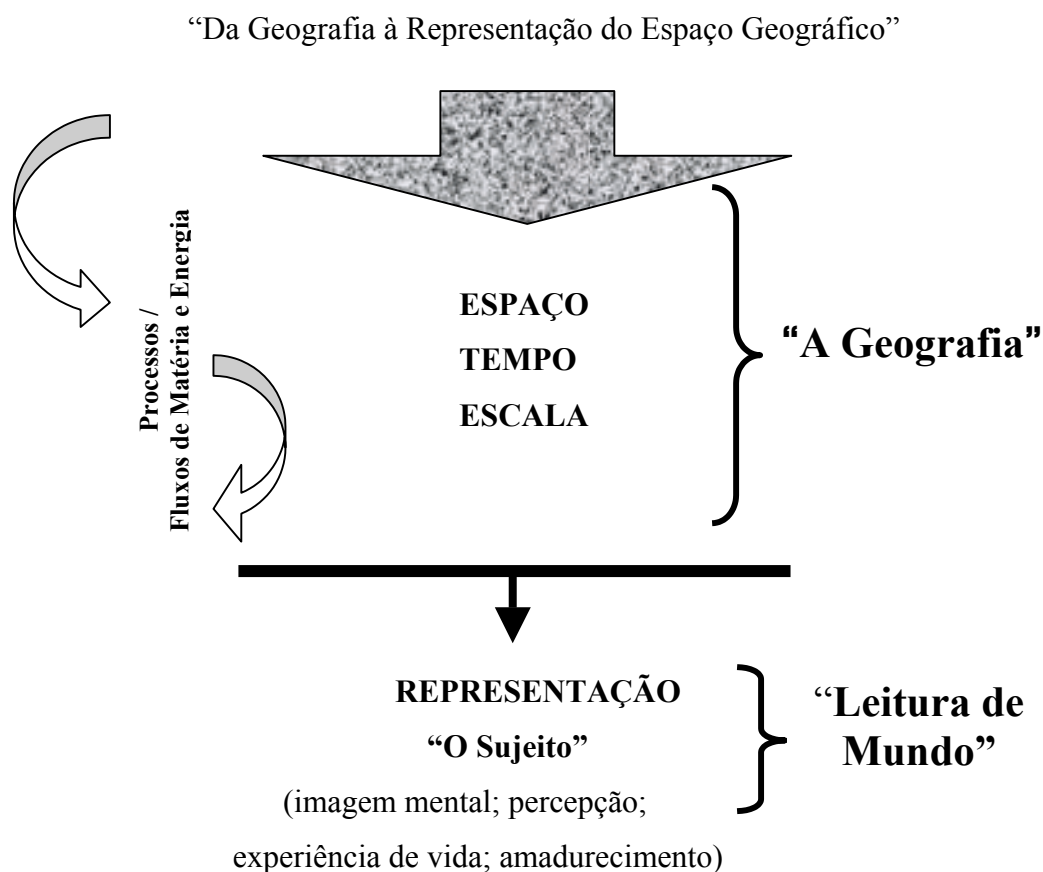 “Da Geografia à Representação do Espaço Geográfico”
Processos /
Fluxos de Matéria e Energia
ESPAÇO
TEMPO
ESCALA
“A Geografia”
REPRESENTAÇÃO
“O Sujeito”
(imagem mental; percepção;
experiência de vida; amadurecimento)
“Leitura de
Mundo”